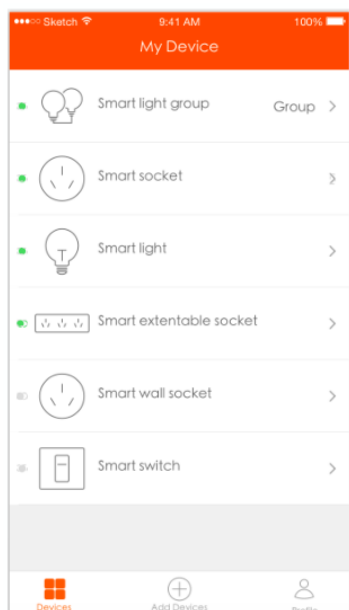 Sketch 9:41 AM 100%
My Device
Smart light group Group
Smart socket
Smart light
Smart extentable socket
Smart wall socket
Smart switch
Devices Add Devices Profile